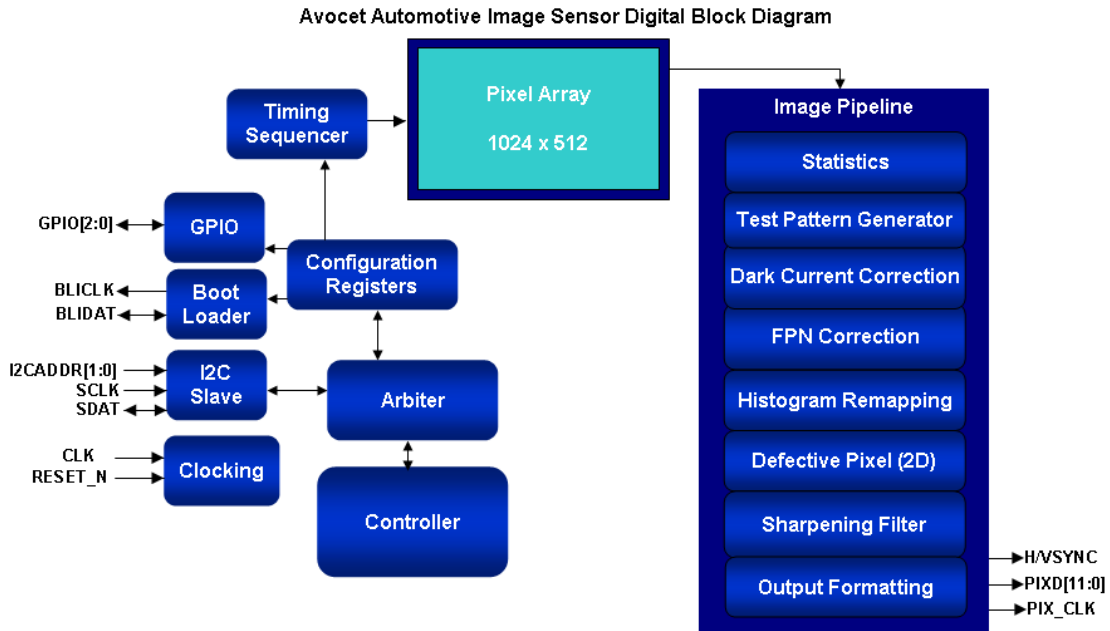 Avocet Automotive Image Sensor Digital Block Diagram
Pixel Array
1024 x 512
Timing
Sequencer
GPIO[2:0]
GPIO
Configuration
Registers
BLICLK
BLIDAT
Boot
Loader
I2CADDR[1:0]
SCLK
SDAT
I2C
Slave
Arbiter
CLK
RESET_N
Clocking
Controller
Image Pipeline
Statistics
Test Pattern Generator
Dark Current Correction
FPN Correction
Histogram Remapping
Defective Pixel (2D)
Sharpening Filter
Output Formatting
H/VSYNC
PIXD[11:0]
PIX_CLK